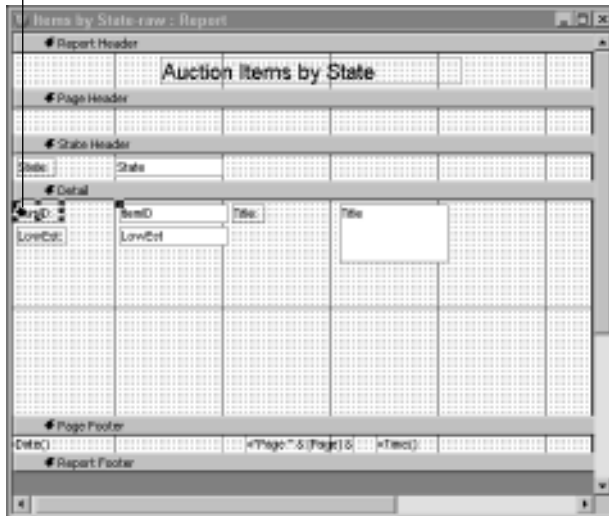 Items by State-raw : Report
Report Header
Auction Items by State
Page Header
State Header
State: State
Detail
ItemID: ItemID Title: Title
LowEst: LowEst
Page Footer
=Date() ="Page " & [Page] & =Time()
Report Footer